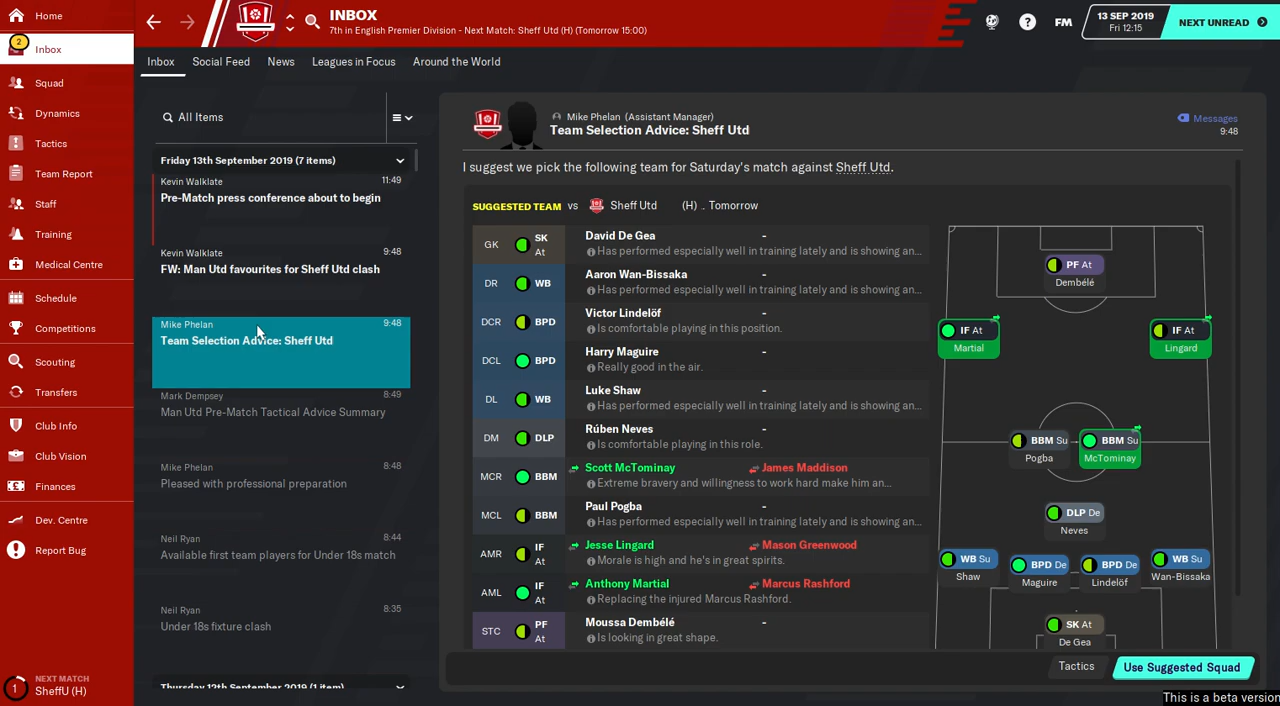 Home
2
Inbox
Squad
Dynamics
Tactics
Team Report
Staff
Training
Medical Centre
Schedule
Competitions
Scouting
Transfers
Club Info
Club Vision
Finances
Dev. Centre
Report Bug
1
NEXT MATCH
SheffU (H)
INBOX
7th in English Premier Division - Next Match: Sheff Utd (H) (Tomorrow 15:00)
?
FM
13 SEP 2019
Fri 12:15
NEXT UNREAD
Inbox
Social Feed
News
Leagues in Focus
Around the World
All Items
Friday 13th September 2019 (7 items)
Kevin Walklate 11:49
Pre-Match press conference about to begin
Kevin Walklate 9:48
FW: Man Utd favourites for Sheff Utd clash
Mike Phelan 9:48
Team Selection Advice: Sheff Utd
Mark Dempsey 8:49
Man Utd Pre-Match Tactical Advice Summary
Mike Phelan 8:48
Pleased with professional preparation
Neil Ryan 8:44
Available first team players for Under 18s match
Neil Ryan 8:35
Under 18s fixture clash
Thursday 12th September 2019 (1 item)
Mike Phelan (Assistant Manager)
Team Selection Advice: Sheff Utd
Messages
9:48
I suggest we pick the following team for Saturday's match against Sheff Utd.
SUGGESTED TEAM vs Sheff Utd (H) . Tomorrow
GK SK At David De Gea -
Has performed especially well in training lately and is showing an...
DR WB Aaron Wan-Bissaka -
Has performed especially well in training lately and is showing an...
DCR BPD Victor Lindelöf -
Is comfortable playing in this position.
DCL BPD Harry Maguire -
Really good in the air.
DL WB Luke Shaw -
Has performed especially well in training lately and is showing an...
DM DLP Rúben Neves -
Is comfortable playing in this role.
MCR BBM Scott McTominay James Maddison
Extreme bravery and willingness to work hard make him an...
MCL BBM Paul Pogba -
Has performed especially well in training lately and is showing an...
AMR IF At Jesse Lingard Mason Greenwood
Morale is high and he's in great spirits.
AML IF At Anthony Martial Marcus Rashford
Replacing the injured Marcus Rashford.
STC PF At Moussa Dembélé -
Is looking in great shape.
PF At
Dembélé
IF At
Martial
IF At
Lingard
BBM Su
Pogba
BBM Su
McTominay
DLP De
Neves
WB Su
Shaw
BPD De
Maguire
BPD De
Lindelöf
WB Su
Wan-Bissaka
SK At
De Gea
Tactics
Use Suggested Squad
This is a beta version